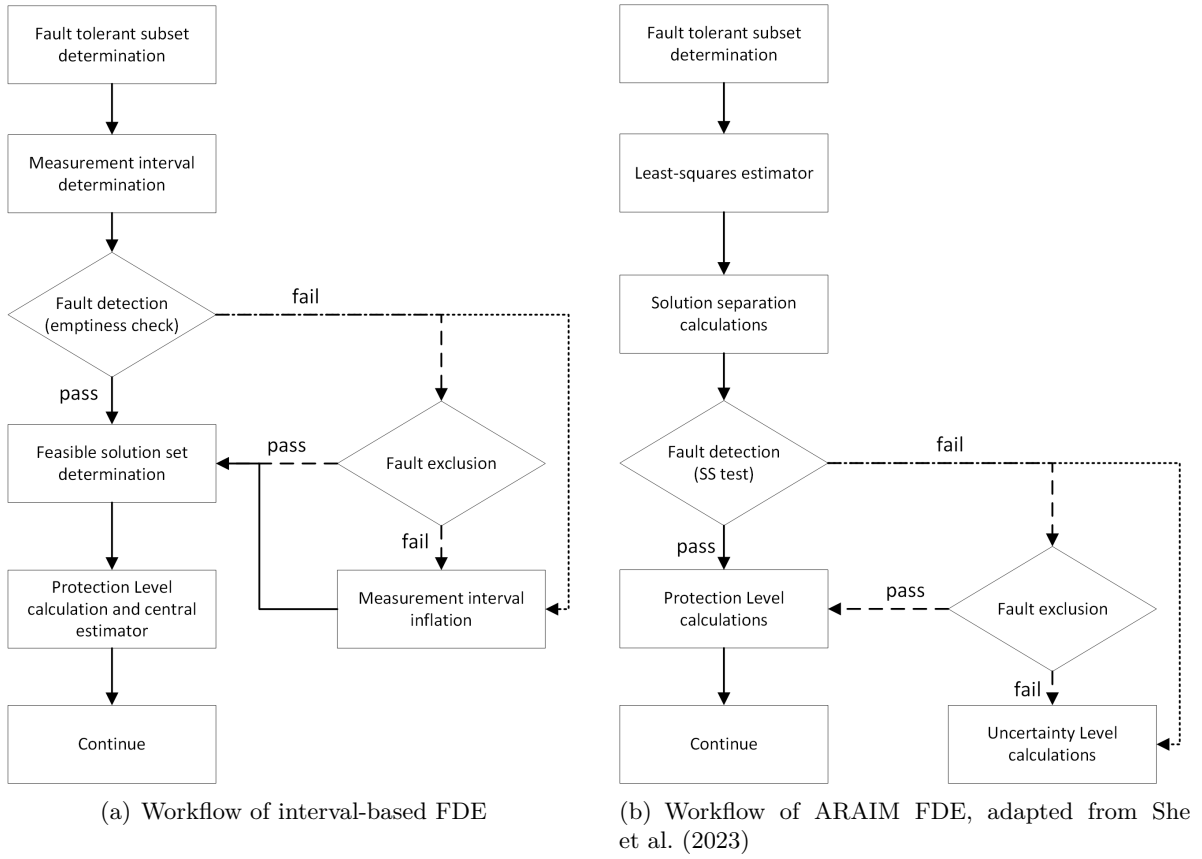 Fault tolerant subset
determination
Measurement interval
determination
Fault detection
(emptiness check)
fail
pass
Feasible solution set
determination
pass
Fault exclusion
fail
Protection Level
calculation and central
estimator
Measurement interval
inflation
Continue
(a) Workflow of interval-based FDE
Fault tolerant subset
determination
Least-squares estimator
Solution separation
calculations
Fault detection
(SS test)
fail
pass
Protection Level
calculations
pass
Fault exclusion
fail
Continue
Uncertainty Level
calculations
(b) Workflow of ARAIM FDE, adapted from She
et al. (2023)